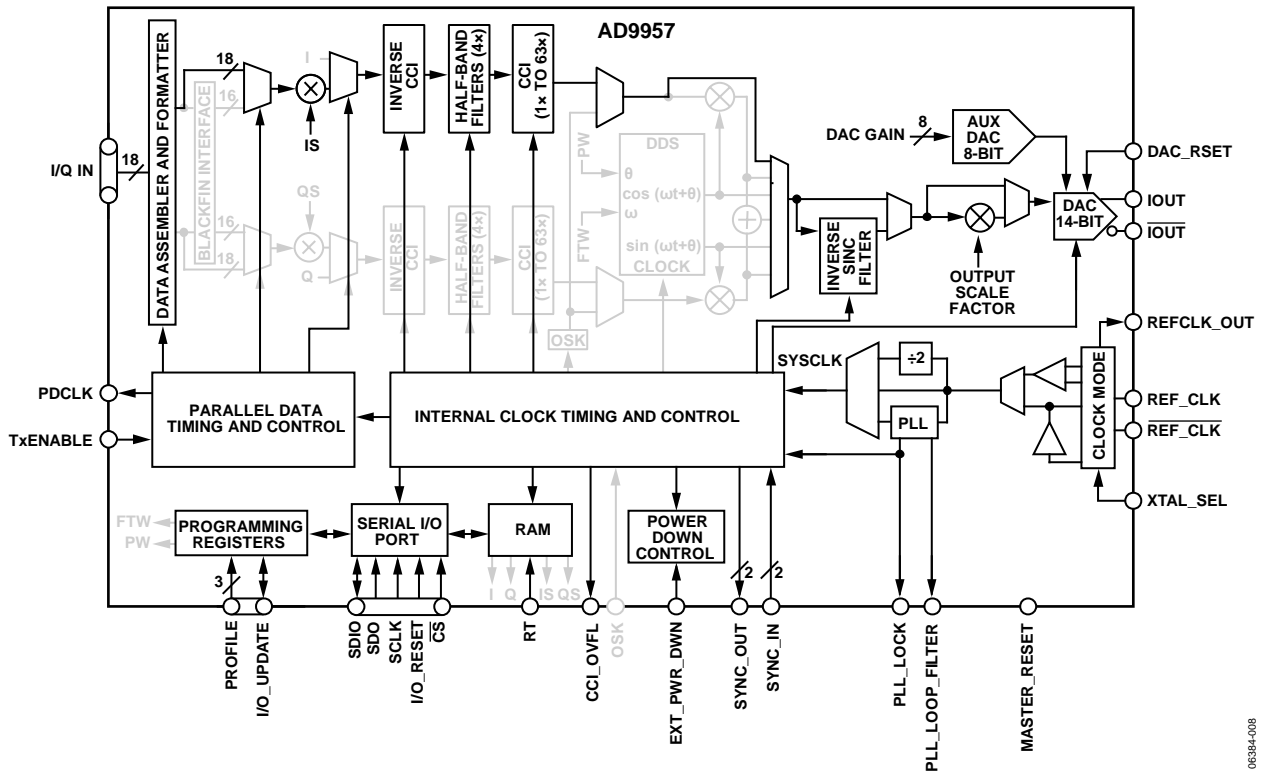 AD9957
DATA ASSEMBLER AND FORMATTER
BLACKFIN INTERFACE
18
16
I
IS
INVERSE
CCI
HALF-BAND
FILTERS (4×)
CCI
(1× TO 63×)
I/Q IN
18
QS
16
18
Q
INVERSE
CCI
HALF-BAND
FILTERS (4×)
CCI
(1× TO 63×)
PW
FTW
DDS
θ
cos (ωt+θ)
ω
sin (ωt+θ)
CLOCK
OSK
DAC GAIN
8
AUX
DAC
8-BIT
DAC_RSET
DAC
14-BIT
IOUT
IOUT
INVERSE
SINC
FILTER
OUTPUT
SCALE
FACTOR
REFCLK_OUT
SYSCLK
÷2
PLL
CLOCK MODE
REF_CLK
REF_CLK
XTAL_SEL
PDCLK
TxENABLE
PARALLEL DATA
TIMING AND CONTROL
INTERNAL CLOCK TIMING AND CONTROL
FTW
PW
PROGRAMMING
REGISTERS
SERIAL I/O
PORT
RAM
POWER
DOWN
CONTROL
3
I
Q
IS
QS
2
2
PROFILE
I/O_UPDATE
SDIO
SDO
SCLK
I/O_RESET
CS
RT
CCI_OVFL
OSK
EXT_PWR_DWN
SYNC_OUT
SYNC_IN
PLL_LOCK
PLL_LOOP_FILTER
MASTER_RESET
06384-008